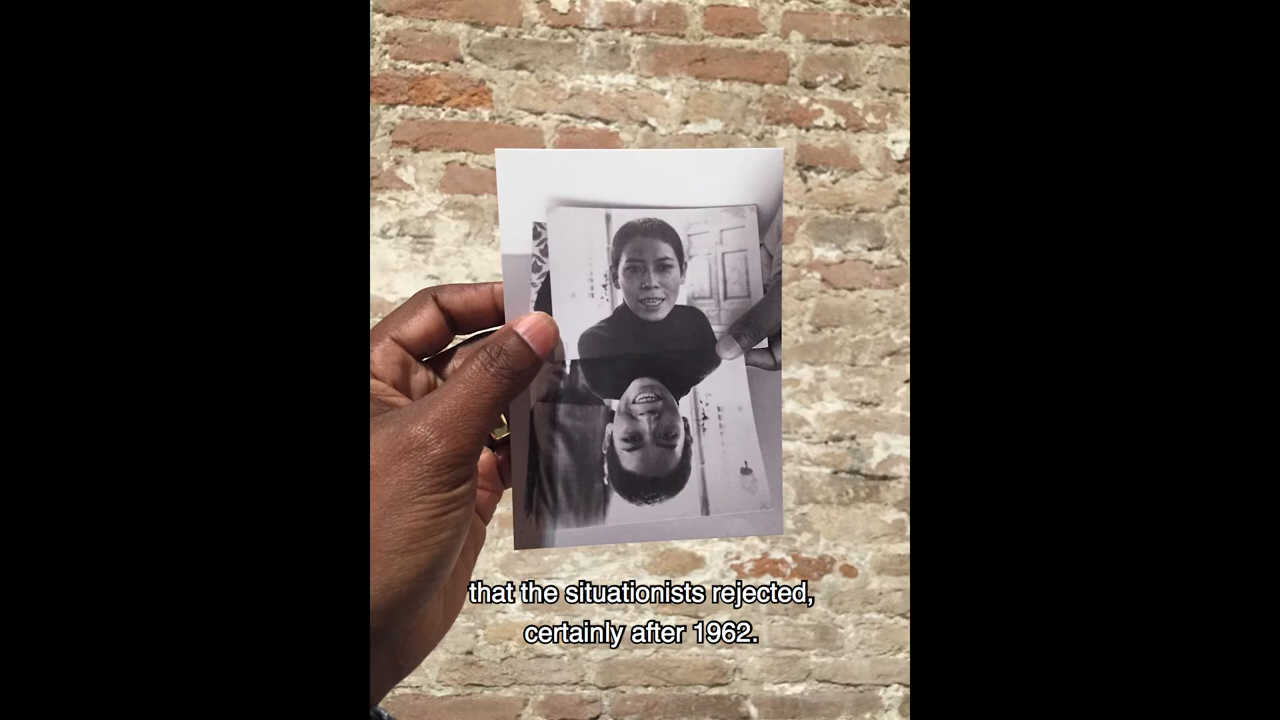 that the situationists rejected,
certainly after 1962.